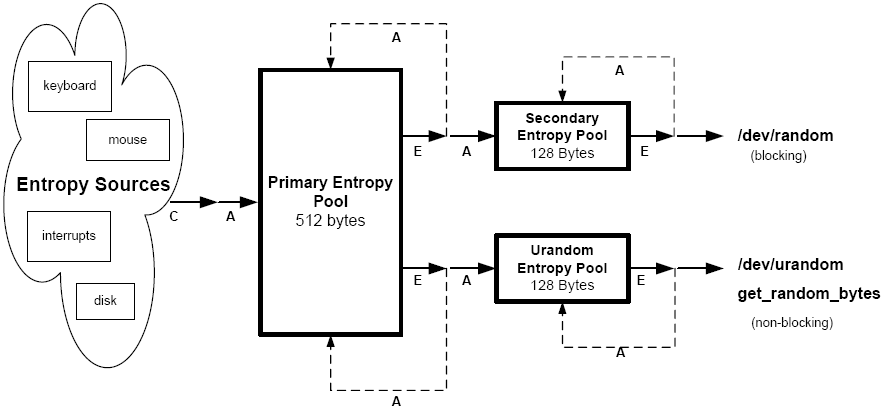 keyboard
mouse
Entropy Sources
interrupts
disk
C
A
Primary Entropy
Pool
512 bytes
A
E
A
Secondary
Entropy Pool
128 Bytes
A
E
/dev/random
(blocking)
E
A
A
Urandom
Entropy Pool
128 Bytes
E
A
/dev/urandom
get_random_bytes
(non-blocking)